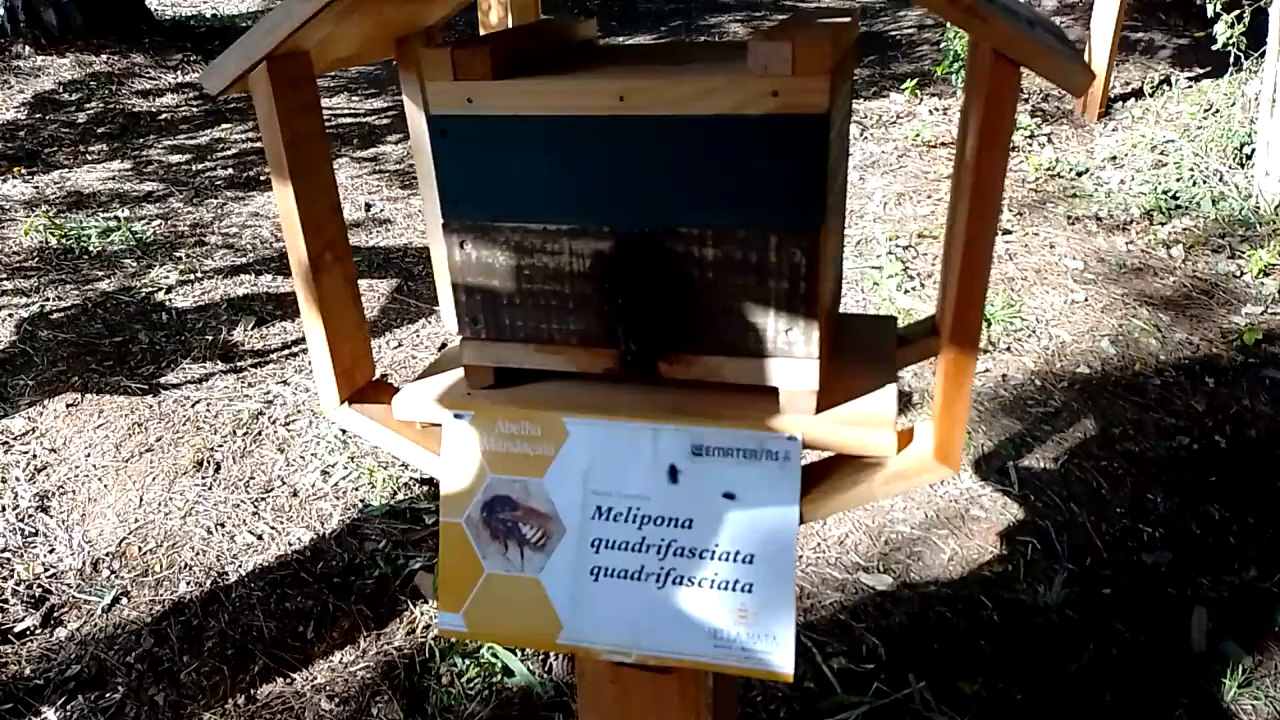 Abelha
Mandaçaia
EMATER/RS
Melipona
quadrifasciata
quadrifasciata